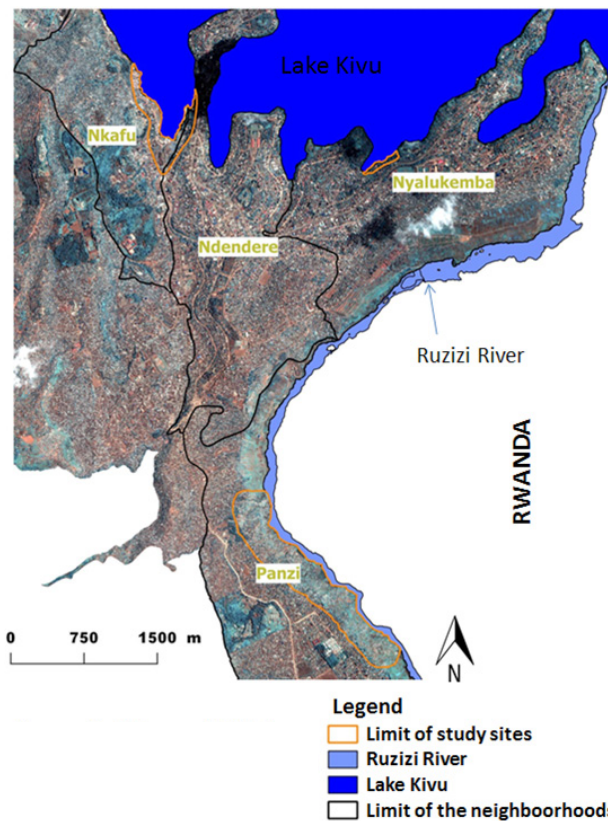 Lake Kivu
Nkafu
Nyalukemba
Ndendere
Ruzizi River
RWANDA
Panzi
0 750 1500 m
N
Legend
Limit of study sites
Ruzizi River
Lake Kivu
Limit of the neighboorhood